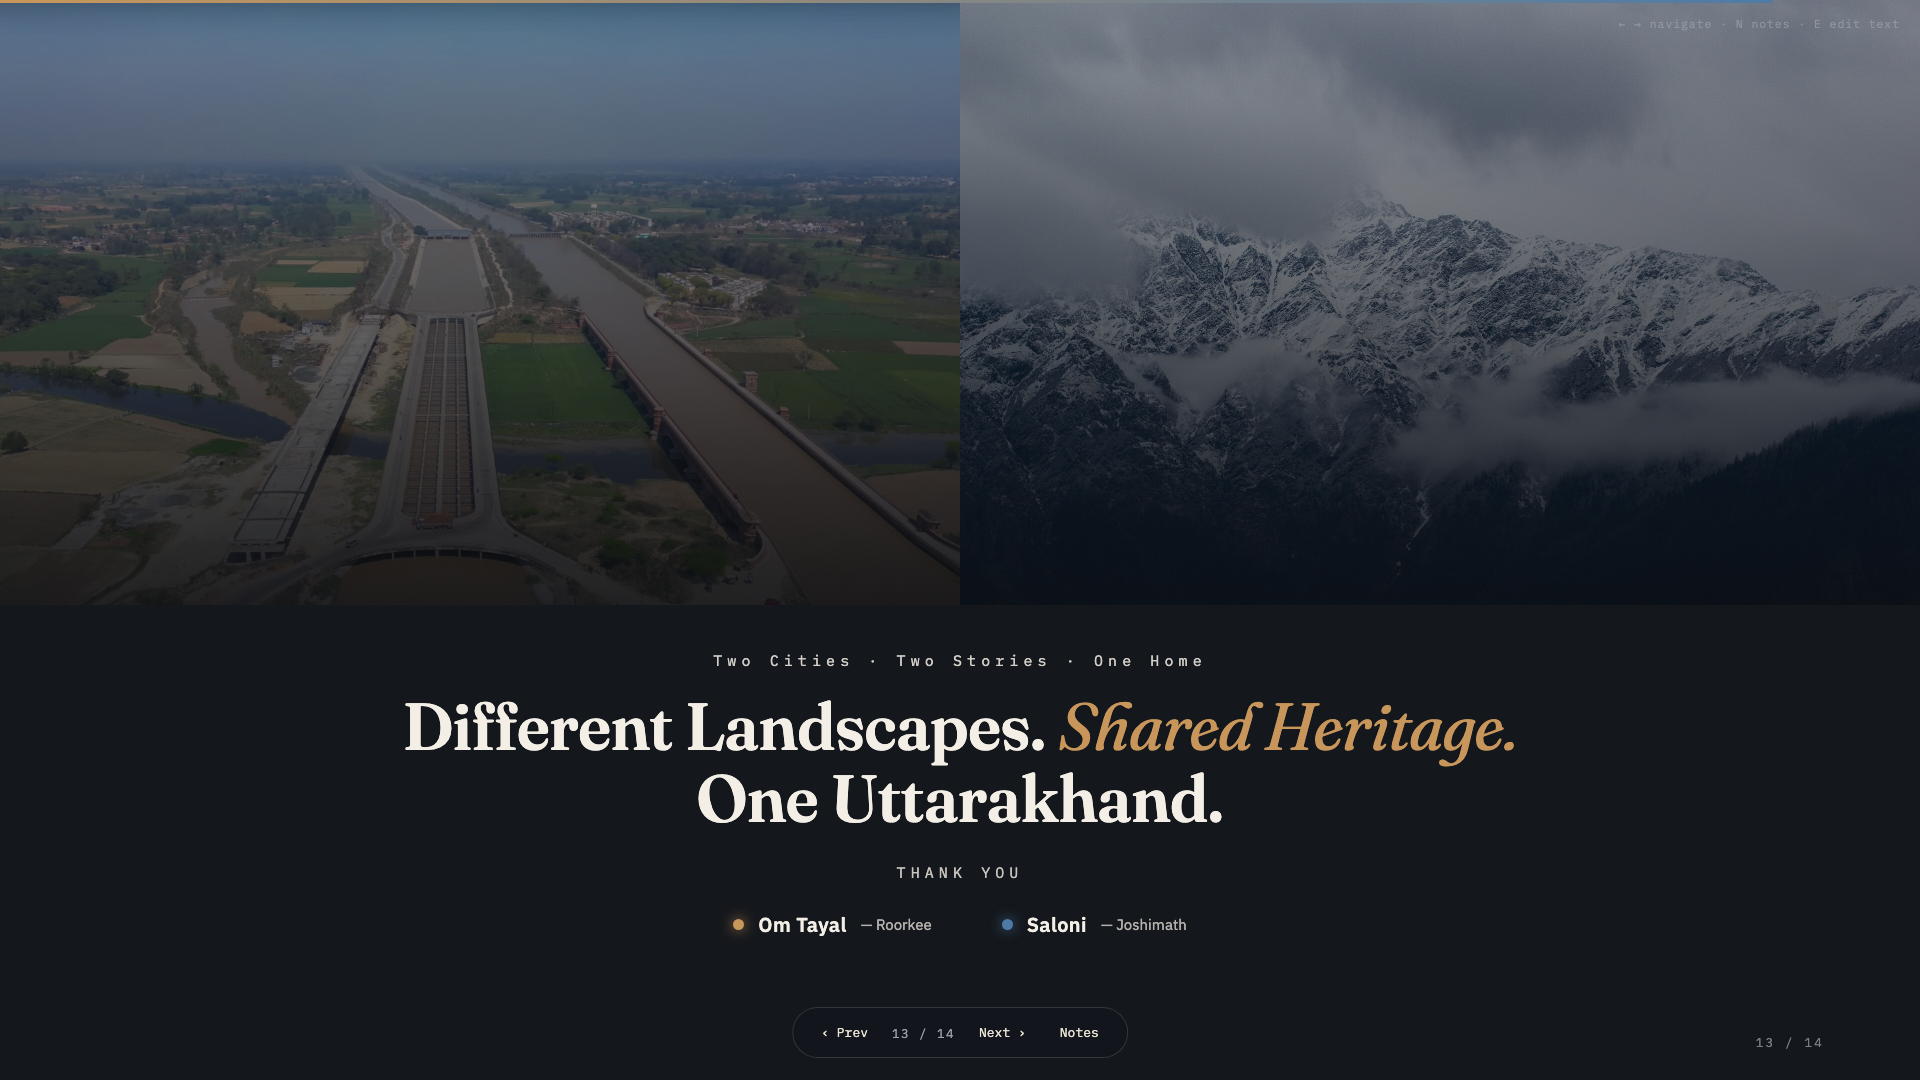 ← → navigate · N notes · E edit text
Two Cities · Two Stories · One Home
Different Landscapes. Shared Heritage.
One Uttarakhand.
THANK YOU
Om Tayal — Roorkee Saloni — Joshimath
‹ Prev 13 / 14 Next › Notes
13 / 14